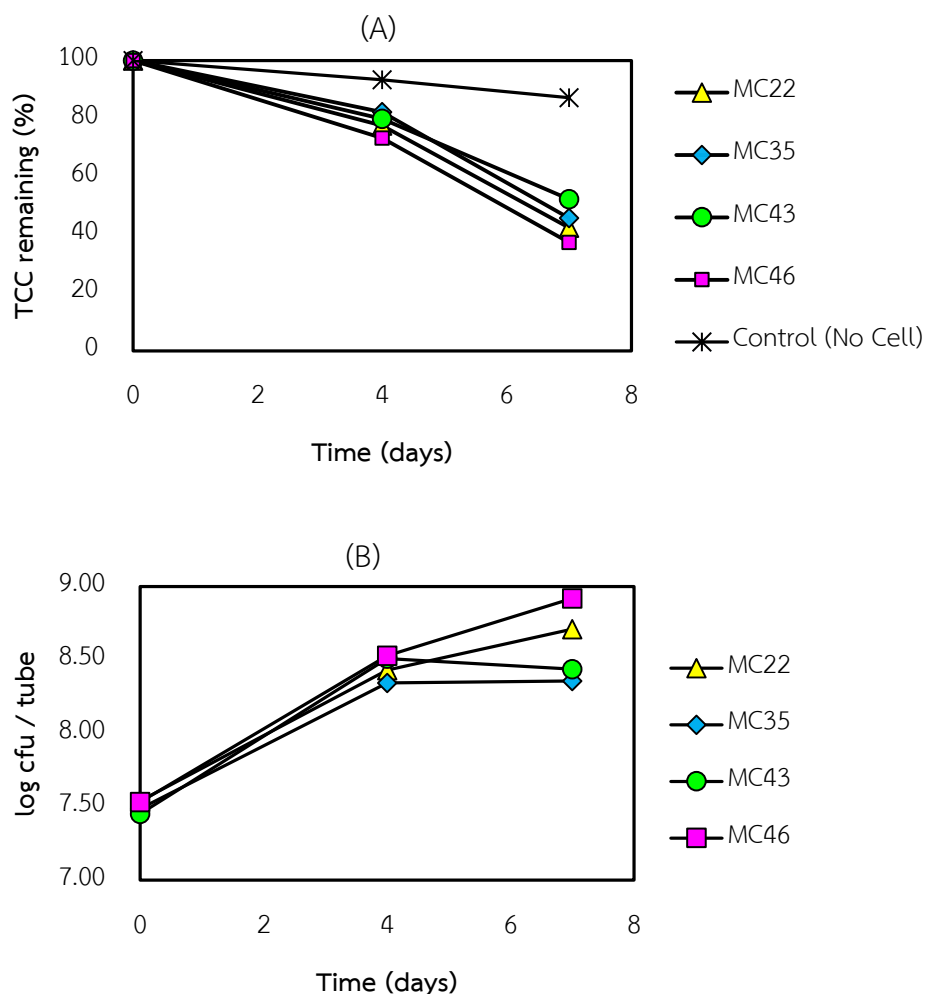 (A)
100
80
60
40
20
0
TCC remaining (%)
0 2 4 6 8
Time (days)
MC22
MC35
MC43
MC46
Control (No Cell)
(B)
9.00
8.50
8.00
7.50
7.00
log cfu / tube
0 2 4 6 8
Time (days)
MC22
MC35
MC43
MC46